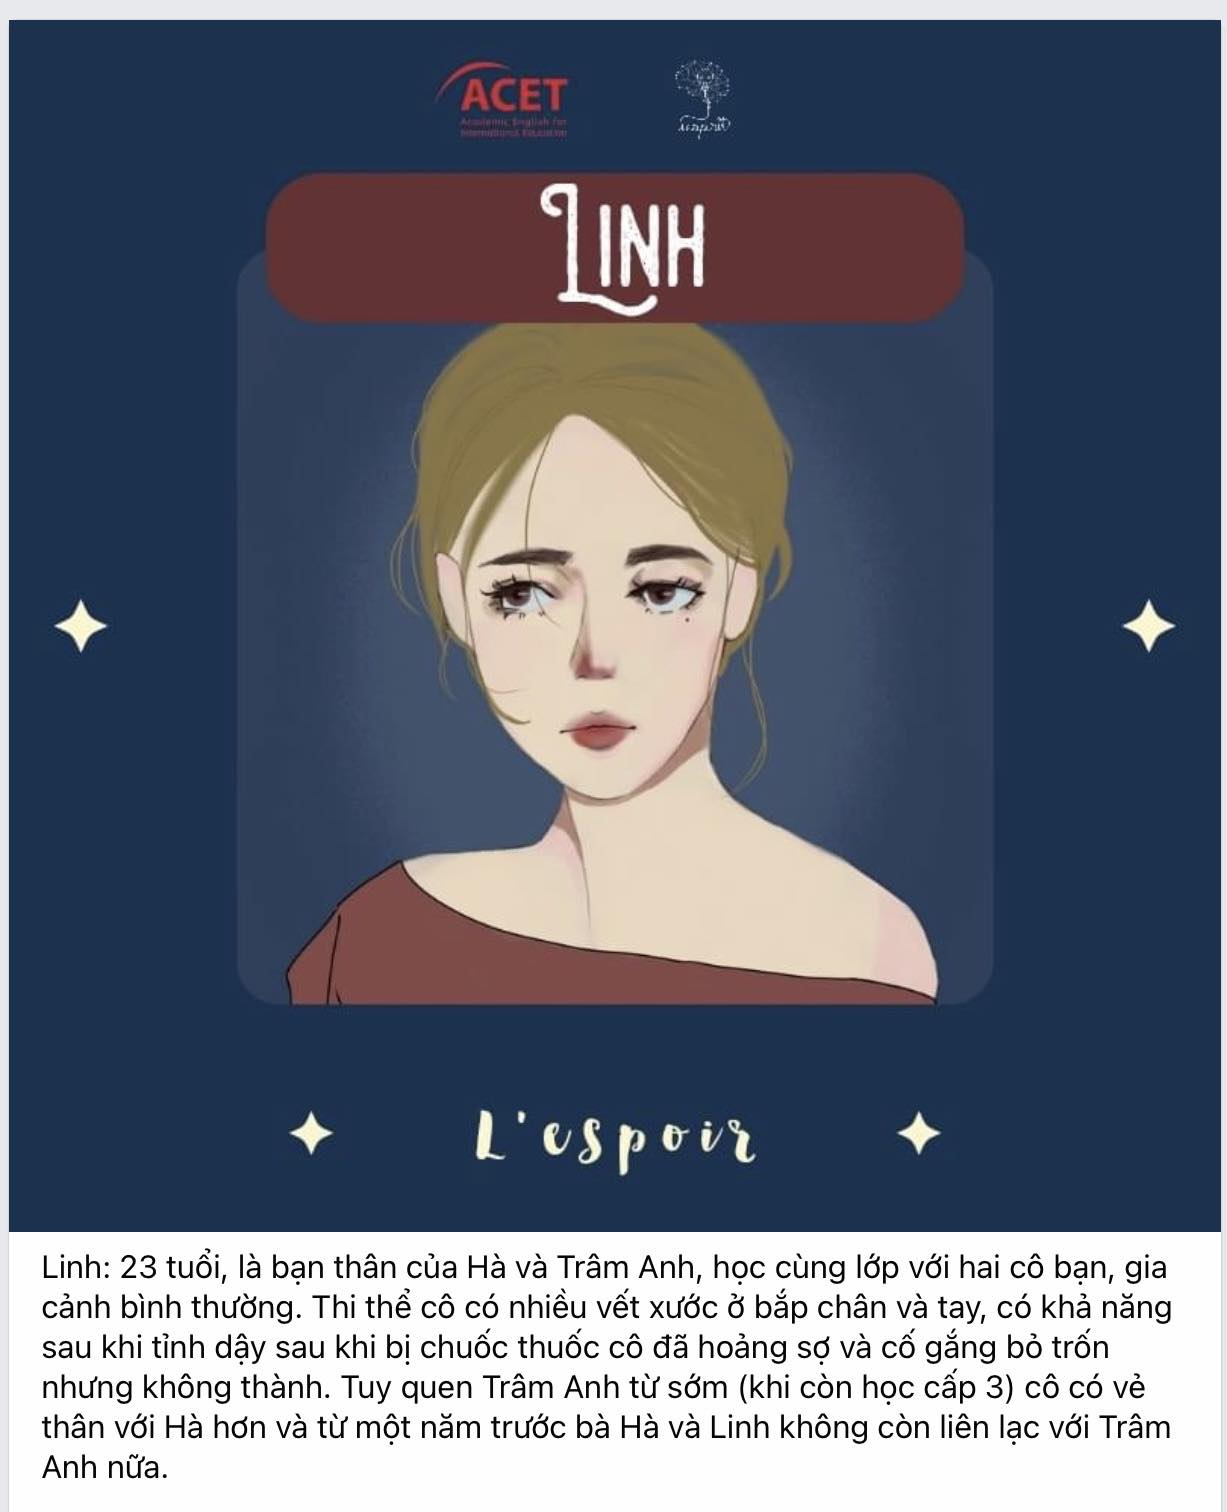 ACET
Academic English for
International Education
LINH
L'espoir
Linh: 23 tuổi, là bạn thân của Hà và Trâm Anh, học cùng lớp với hai cô bạn, gia
cảnh bình thường. Thi thể cô có nhiều vết xước ở bắp chân và tay, có khả năng
sau khi tỉnh dậy sau khi bị chuốc thuốc cô đã hoảng sợ và cố gắng bỏ trốn
nhưng không thành. Tuy quen Trâm Anh từ sớm (khi còn học cấp 3) cô có vẻ
thân với Hà hơn và từ một năm trước bà Hà và Linh không còn liên lạc với Trâm
Anh nữa.